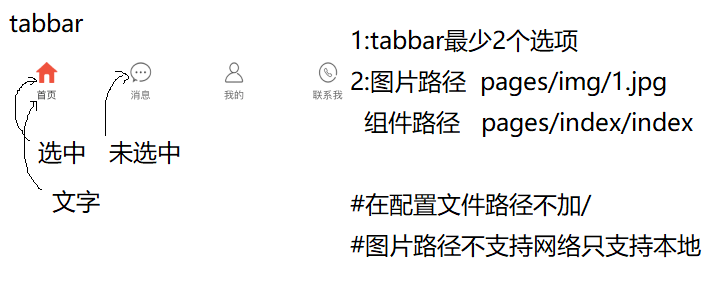 tabbar
首页
消息
我的
联系我
选中
未选中
文字
1:tabbar最少2个选项
2:图片路径 pages/img/1.jpg
组件路径 pages/index/index
#在配置文件路径不加/
#图片路径不支持网络只支持本地